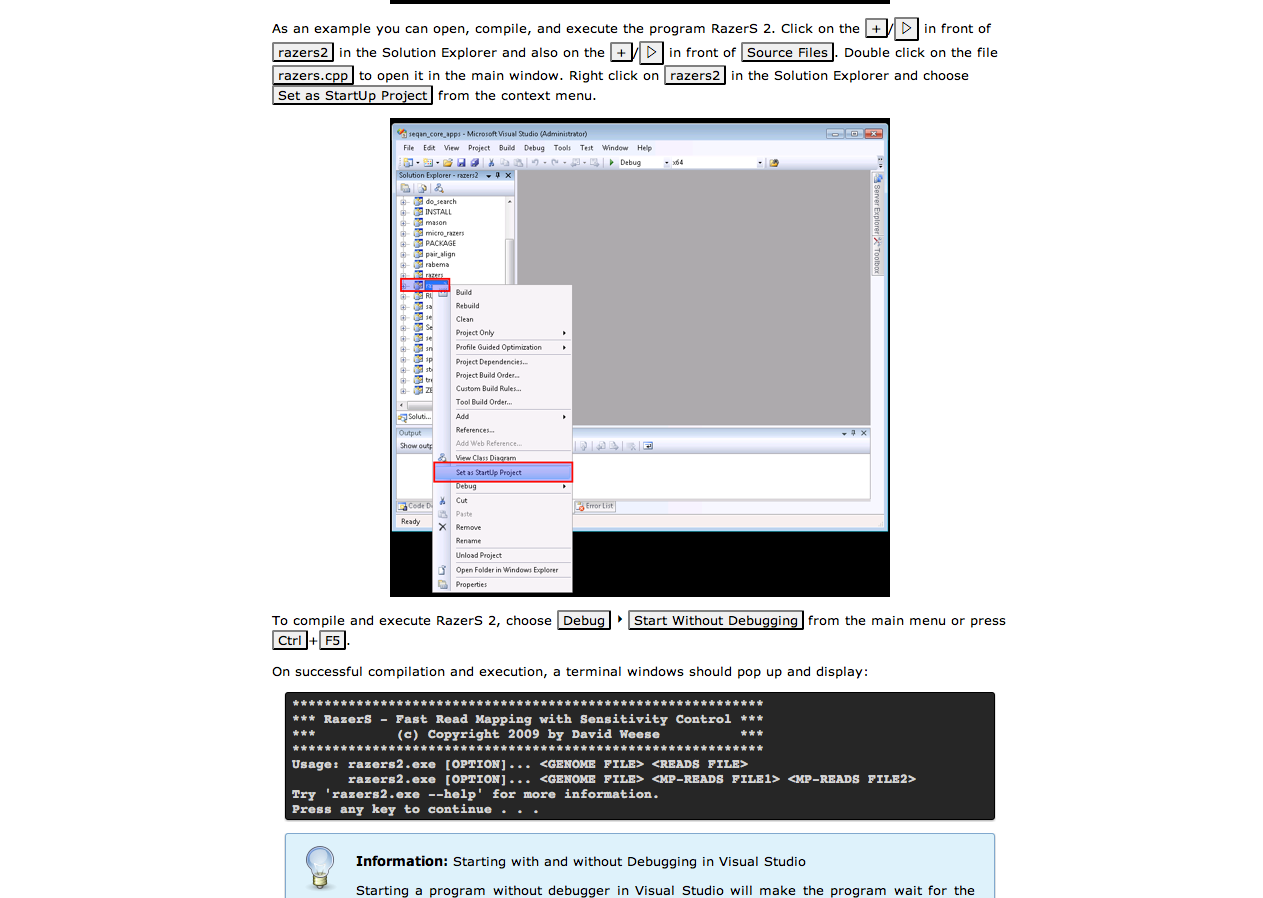 As an example you can open, compile, and execute the program RazerS 2. Click on the +/▷ in front of
razers2 in the Solution Explorer and also on the +/▷ in front of Source Files. Double click on the file
razers.cpp to open it in the main window. Right click on razers2 in the Solution Explorer and choose
Set as StartUp Project from the context menu.
seqan_core_apps - Microsoft Visual Studio (Administrator)
File Edit View Project Build Debug Tools Test Window Help
Debug x64
Solution Explorer - razers2
Server Explorer
Toolbox
do_search
INSTALL
mason
micro_razers
PACKAGE
pair_align
rabema
razers
Build
Rebuild
Clean
Project Only
Profile Guided Optimization
Project Dependencies...
Project Build Order...
Custom Build Rules...
Tool Build Order...
Add
References...
Add Web Reference...
View Class Diagram
Set as StartUp Project
Debug
Cut
Paste
Remove
Rename
Unload Project
Open Folder in Windows Explorer
Properties
Soluti...
Output
Show outp
Code D
Error List
Ready
To compile and execute RazerS 2, choose Debug ‣ Start Without Debugging from the main menu or press
Ctrl+F5.
On successful compilation and execution, a terminal windows should pop up and display:
***********************************************************
*** RazerS - Fast Read Mapping with Sensitivity Control ***
***          (c) Copyright 2009 by David Weese          ***
***********************************************************
Usage: razers2.exe [OPTION]... <GENOME FILE> <READS FILE>
       razers2.exe [OPTION]... <GENOME FILE> <MP-READS FILE1> <MP-READS FILE2>
Try 'razers2.exe --help' for more information.
Press any key to continue . . .
Information: Starting with and without Debugging in Visual Studio
Starting a program without debugger in Visual Studio will make the program wait for the